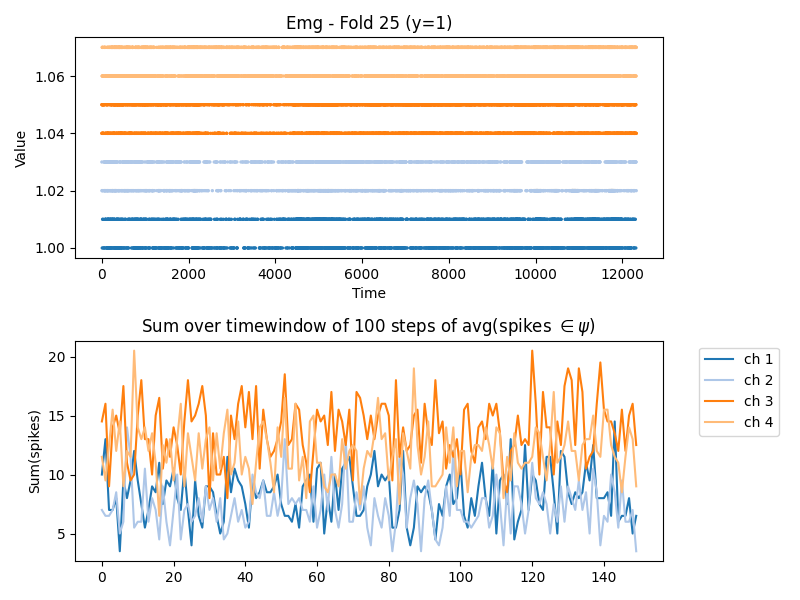 Emg - Fold 25 (y=1)
Value
1.06
1.04
1.02
1.00
0 2000 4000 6000 8000 10000 12000
Time
Sum over timewindow of 100 steps of avg(spikes ∈ψ)
Sum(spikes)
20
15
10
5
0 20 40 60 80 100 120 140
ch 1
ch 2
ch 3
ch 4